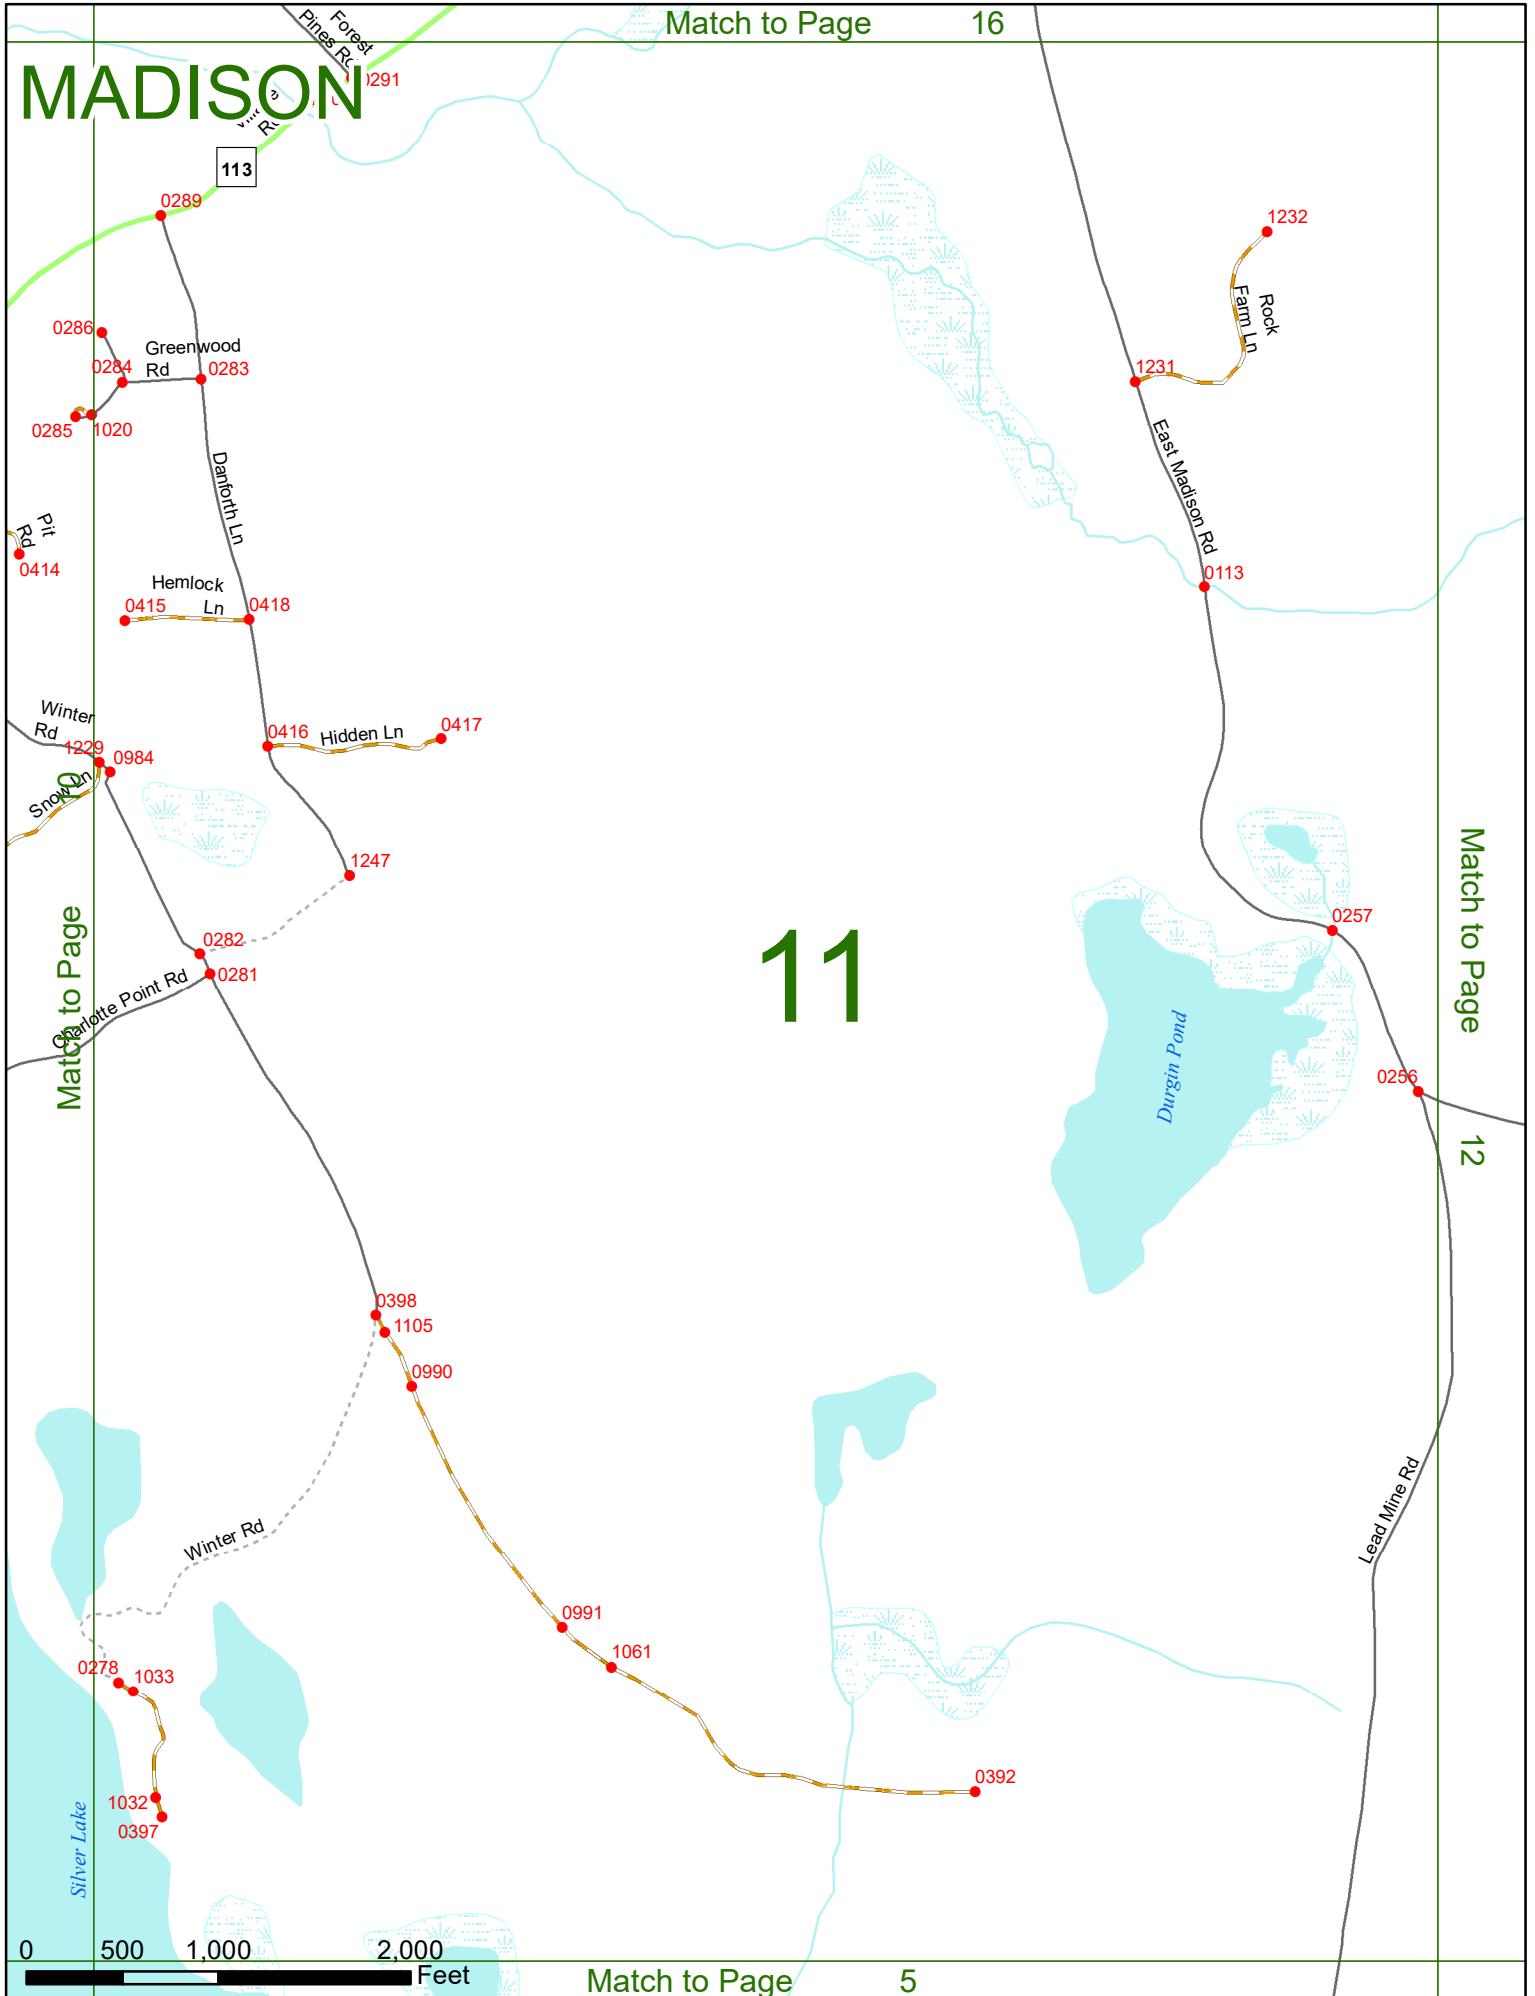 Match to Page 16
MADISON
Forest
Pines Rd
0291
113
0289
1232
Rock
Farm Ln
0286
Greenwood
Rd
0284
0283
1231
0285
1020
East Madison Rd
Danforth Ln
Pit
Rd
0414
0113
Hemlock
Ln
0415
0418
Winter
Rd
0416
Hidden Ln
0417
1229
0984
Snow Ln
10
Match to Page
1247
0257
Match to Page
12
0282
0281
Charlotte Point Rd
11
Durgin Pond
0256
0398
1105
0990
Lead Mine Rd
Winter Rd
0991
1061
0278
1033
0392
1032
0397
Silver Lake
0 500 1,000 2,000
Feet
Match to Page 5